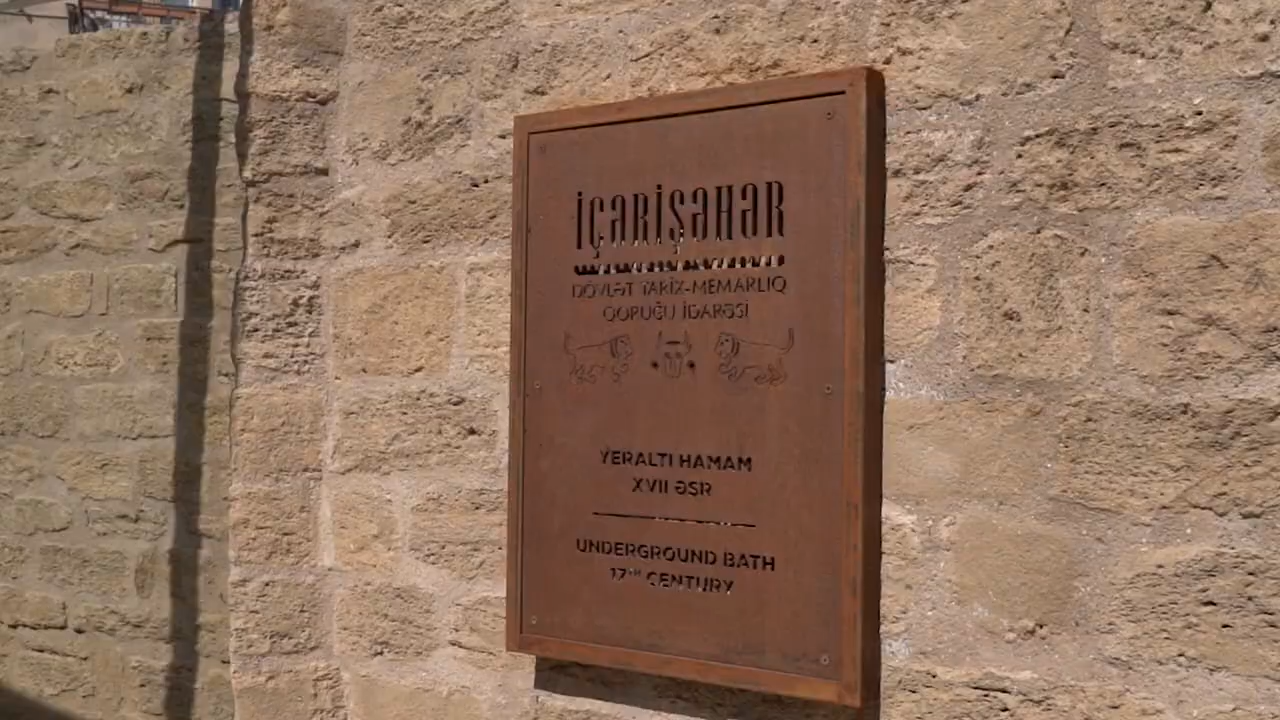 İÇƏRİŞƏHƏR
DÖVLƏT TARİX-MEMARLIQ
QORUĞU İDARƏSİ
YERALTI HAMAM
XVII ƏSR
UNDERGROUND BATH
17TH CENTURY